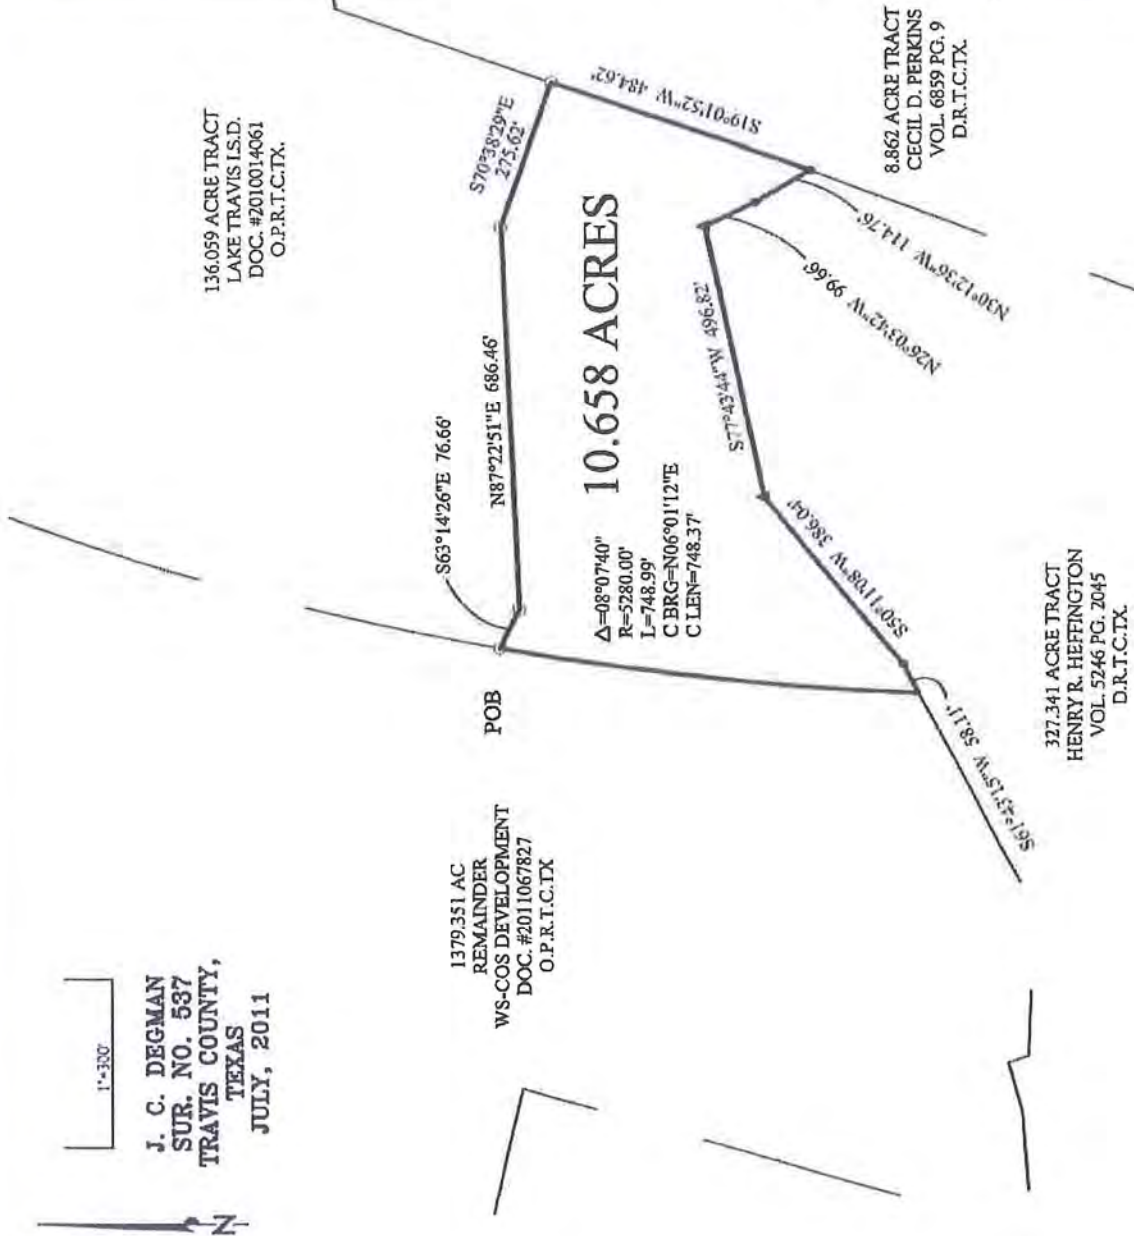 1"=300'
J. C. DEGMAN
SUR. NO. 537
TRAVIS COUNTY,
TEXAS
JULY, 2011
N
136.059 ACRE TRACT
LAKE TRAVIS I.S.D.
DOC. #2010014061
O.P.R.T.C.TX.
S63°14'26"E 76.66'
N87°22'51"E 686.46'
S70°38'29"E
275.62'
S19°01'52"W 484.62'
8.862 ACRE TRACT
CECIL D. PERKINS
VOL. 6859 PG. 9
D.R.T.C.TX.
10.658 ACRES
Δ=08°07'40"
R=5280.00'
L=748.99'
C BRG=N06°01'12"E
C LEN=748.37'
POB
N30°12'36"W 114.76'
N26°03'42"W 99.66'
S77°43'44"W 496.82'
S50°11'08"W 386.04'
S61°43'15"W 58.11'
1379.351 AC
REMAINDER
WS-COS DEVELOPMENT
DOC. #2011067827
O.P.R.T.C.TX
327.341 ACRE TRACT
HENRY R. HEFFINGTON
VOL. 5246 PG. 2045
D.R.T.C.TX.